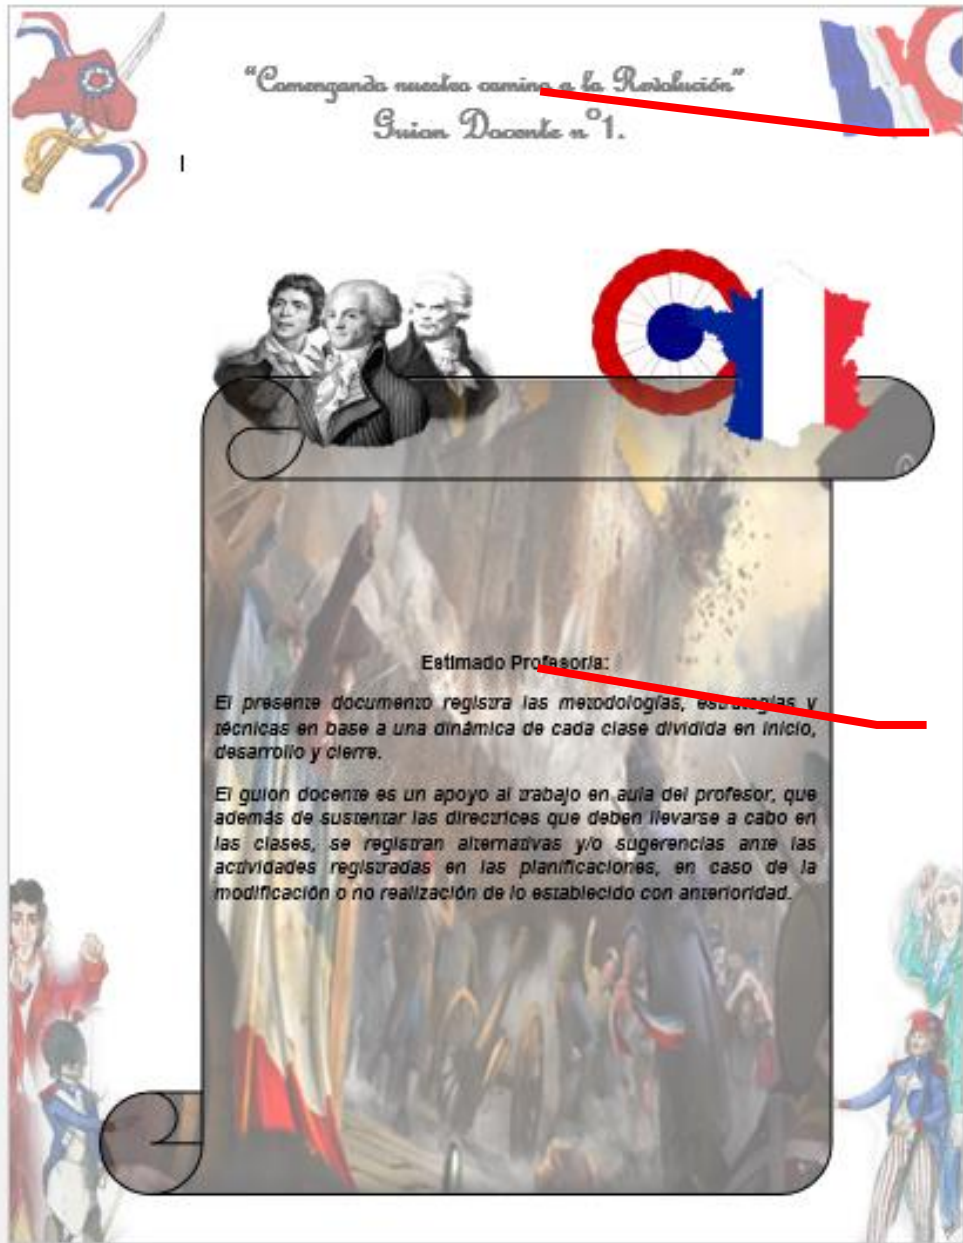 “Comenzando nuestro camino a la Revolución”
Guion Docente nº1.
Estimado Profesor/a:
El presente documento registra las metodologías, estrategias y
técnicas en base a una dinámica de cada clase dividida en inicio,
desarrollo y cierre.
El guion docente es un apoyo al trabajo en aula del profesor, que
además de sustentar las directrices que deben llevarse a cabo en
las clases, se registran alternativas y/o sugerencias ante las
actividades registradas en las planificaciones, en caso de la
modificación o no realización de lo establecido con anterioridad.